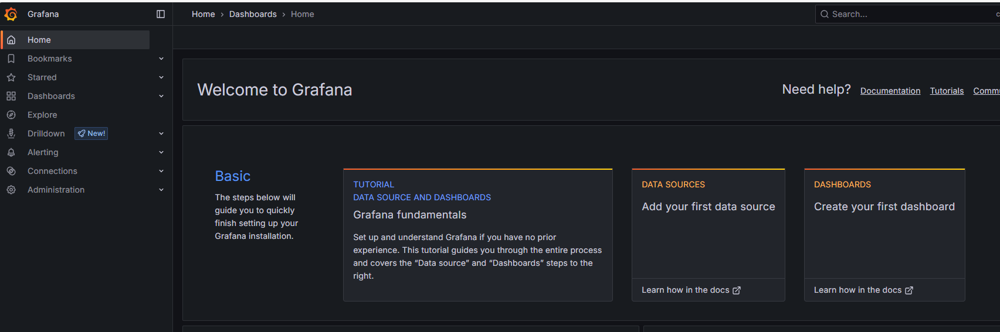 Grafana
Home › Dashboards › Home
Search...
Home
Bookmarks
Starred
Dashboards
Explore
Drilldown New!
Alerting
Connections
Administration
Welcome to Grafana
Need help? Documentation Tutorials
Basic
The steps below will
guide you to quickly
finish setting up your
Grafana installation.
TUTORIAL
DATA SOURCE AND DASHBOARDS
Grafana fundamentals
Set up and understand Grafana if you have no prior
experience. This tutorial guides you through the entire process
and covers the “Data source” and “Dashboards” steps to the
right.
DATA SOURCES
Add your first data source
Learn how in the docs
DASHBOARDS
Create your first dashboard
Learn how in the docs